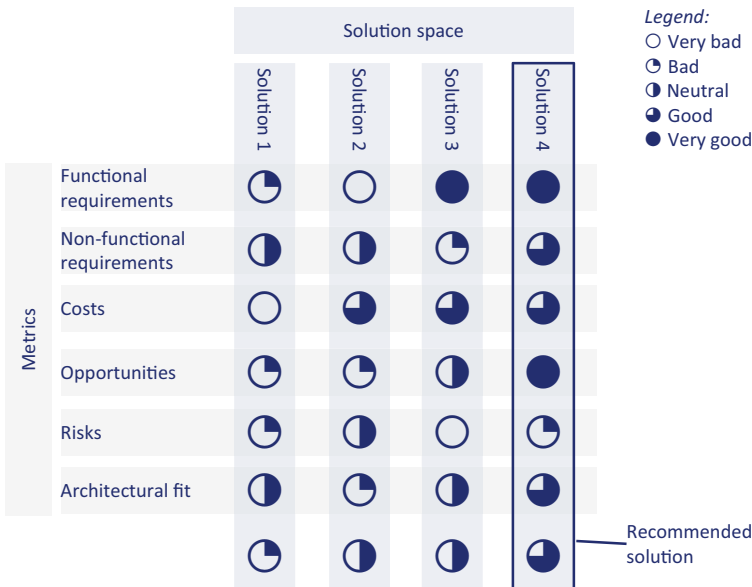 Solution space
Legend:
Very bad
Bad
Neutral
Good
Very good
Solution 1
Solution 2
Solution 3
Solution 4
Metrics
Functional
requirements
Non-functional
requirements
Costs
Opportunities
Risks
Architectural fit
Recommended
solution